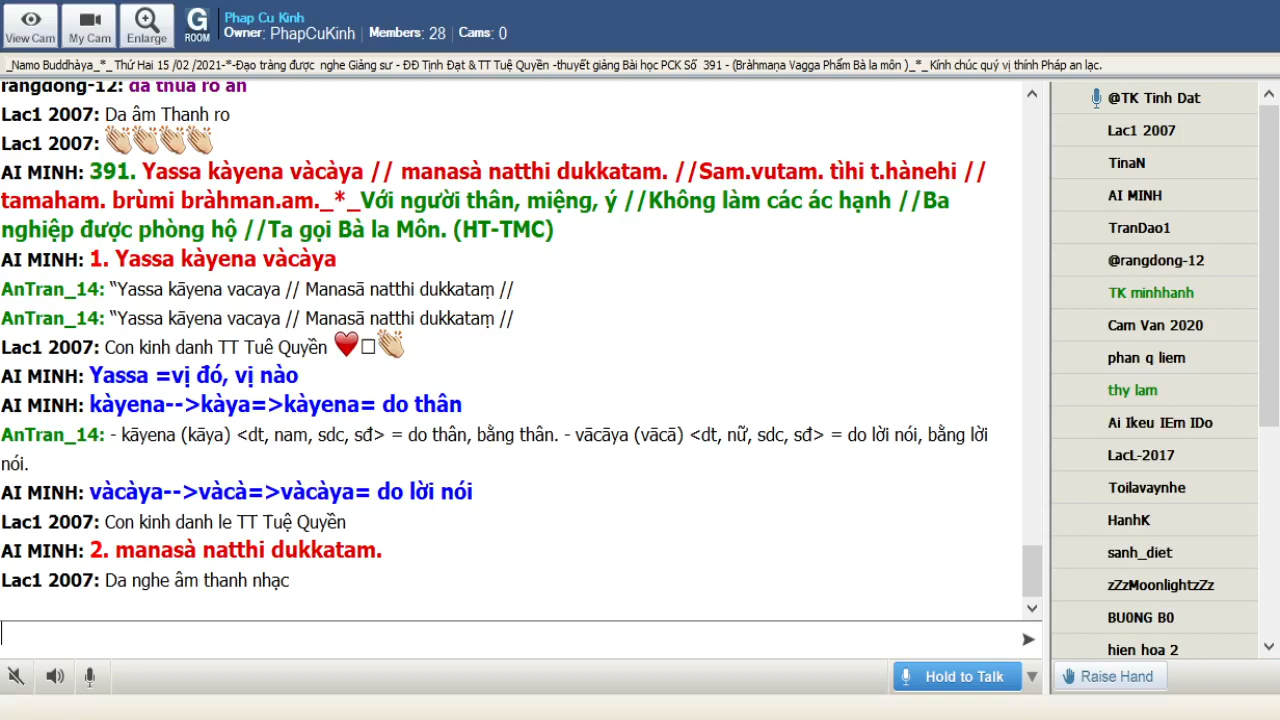 View Cam
My Cam
Enlarge
G
ROOM
Phap Cu Kinh
Owner: PhapCuKinh
Members: 28
Cams: 0
_Namo Buddhàya_*_ Thứ Hai 15 /02 /2021-*-Đạo tràng được nghe Giảng sư - ĐĐ Tịnh Đạt & TT Tuệ Quyền -thuyết giảng Bài học PCK Số 391 - (Bràhmaṇa Vagga Phẩm Bà la môn )_*_ Kính chúc quý vị thính Pháp an lạc.
rangdong-12: da thua ro an
Lac1 2007: Da âm Thanh ro
Lac1 2007:
AI MINH: 391. Yassa kàyena vàcàya // manasà natthi dukkatam. //Sam.vutam. tìhi t.hànehi //
tamaham. brùmi bràhman.am._*_Với người thân, miệng, ý //Không làm các ác hạnh //Ba
nghiệp được phòng hộ //Ta gọi Bà la Môn. (HT-TMC)
AI MINH: 1. Yassa kàyena vàcàya
AnTran_14: “Yassa kāyena vacaya // Manasā natthi dukkataṃ //
AnTran_14: “Yassa kāyena vacaya // Manasā natthi dukkataṃ //
Lac1 2007: Con kinh danh TT Tuê Quyền
AI MINH: Yassa =vị đó, vị nào
AI MINH: kàyena-->kàya=>kàyena= do thân
AnTran_14: - kāyena (kāya) <dt, nam, sdc, sđ> = do thân, bằng thân. - vācāya (vācā) <dt, nữ, sdc, sđ> = do lời nói, bằng lời
nói.
AI MINH: vàcàya-->vàcà=>vàcàya= do lời nói
Lac1 2007: Con kinh danh le TT Tuệ Quyền
AI MINH: 2. manasà natthi dukkatam.
Lac1 2007: Da nghe âm thanh nhạc
Hold to Talk
@TK Tinh Dat
Lac1 2007
TinaN
AI MINH
TranDao1
@rangdong-12
TK minhhanh
Cam Van 2020
phan q liem
thy lam
Ai Ikeu IEm IDo
LacL-2017
Toilavaynhe
HanhK
sanh_diet
zZzMoonlightzZz
BU0NG B0
hien hoa 2
Raise Hand